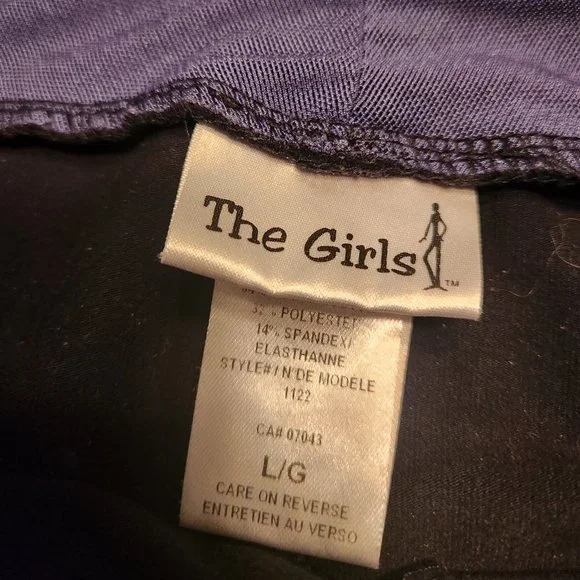 The Girls
TM
32% POLYESTER
14% SPANDEX/
ELASTHANNE
STYLE# / N'DE MODELE
1122
CA# 07043
L/G
CARE ON REVERSE
ENTRETIEN AU VERSO